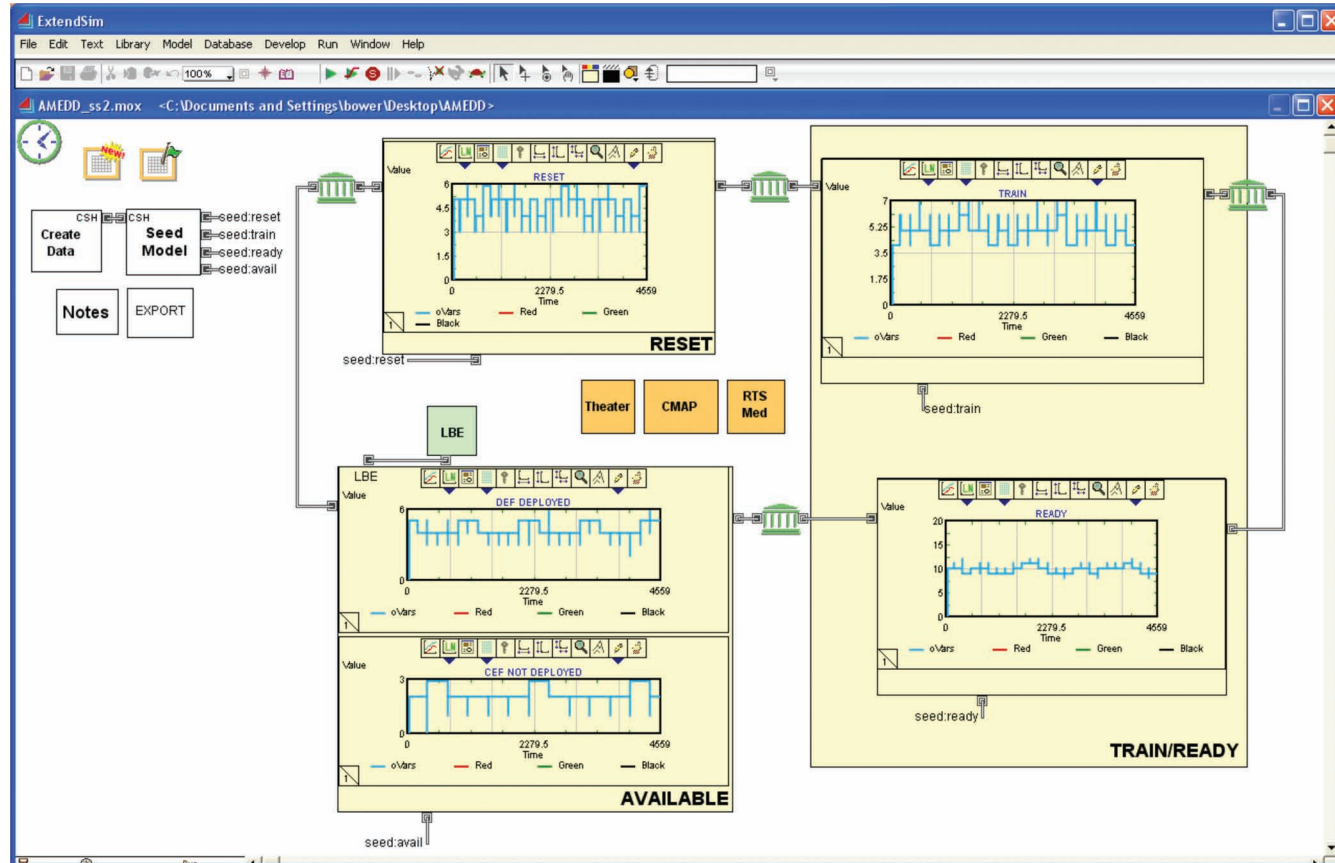 ExtendSim
File Edit Text Library Model Database Develop Run Window Help
100%
AMEDD_ss2.mox <C:\Documents and Settings\bower\Desktop\AMEDD>
New!
CSH
Create
Data
CSH
Seed
Model
seed:reset
seed:train
seed:ready
seed:avail
Notes
EXPORT
Value
RESET
6
4.5
3
1.5
0
0 2279.5 4559
Time
oVars Red Green
Black
1
RESET
seed:reset
Value
TRAIN
7
5.25
3.5
1.75
0
0 2279.5 4559
Time
oVars Red Green Black
1
seed:train
Theater
CMAP
RTS
Med
LBE
LBE
Value
DEF DEPLOYED
6
0
0 2279.5 4559
Time
oVars Red Green Black
1
Value
CEF NOT DEPLOYED
3
0
0 2279.5 4559
Time
oVars Red Green Black
1
AVAILABLE
seed:avail
Value
READY
20
15
10
5
0
0 2279.5 4559
Time
oVars Red Green Black
1
seed:ready
TRAIN/READY